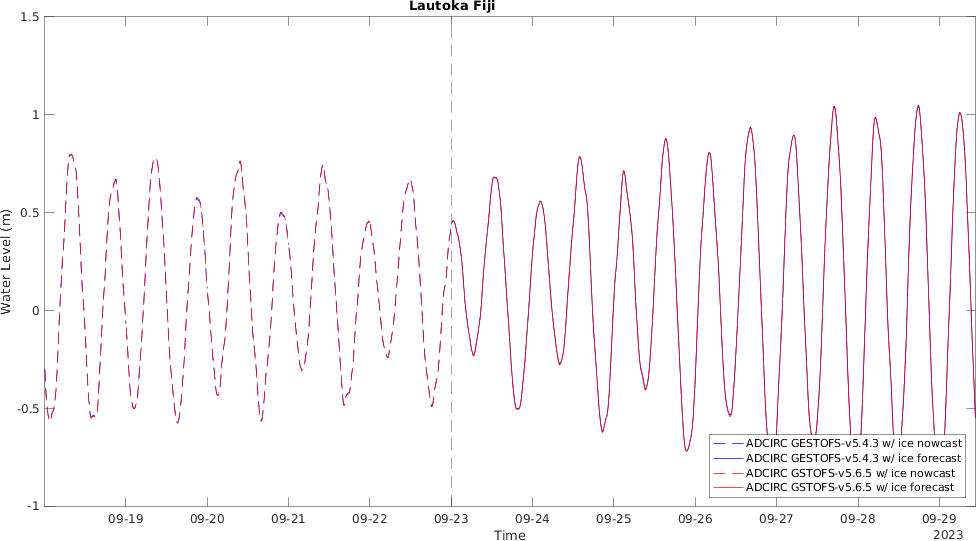 Lautoka Fiji
1.5
1
0.5
0
-0.5
-1
Water Level (m)
09-19 09-20 09-21 09-22 09-23 09-24 09-25 09-26 09-27 09-28 09-29
Time
2023
ADCIRC GESTOFS-v5.4.3 w/ ice nowcast
ADCIRC GESTOFS-v5.4.3 w/ ice forecast
ADCIRC GSTOFS-v5.6.5 w/ ice nowcast
ADCIRC GSTOFS-v5.6.5 w/ ice forecast